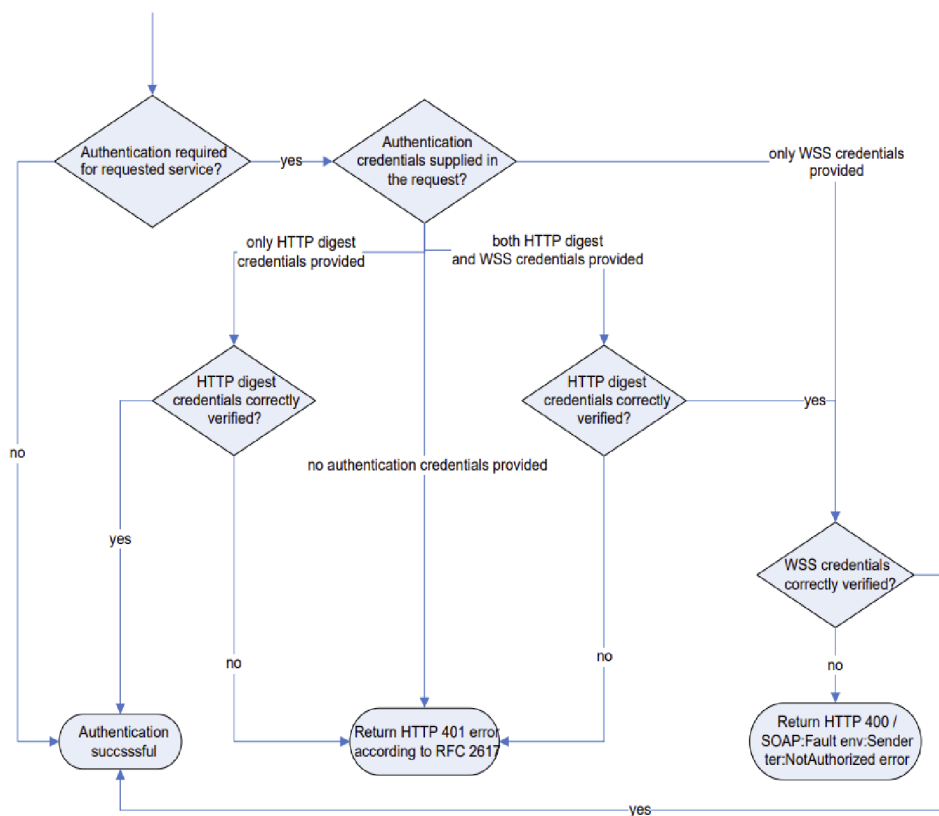 Authentication required
for requested service?
yes
Authentication
credentials supplied in
the request?
only WSS credentials
provided
only HTTP digest
credentials provided
both HTTP digest
and WSS credentials provided
HTTP digest
credentials correctly
verified?
HTTP digest
credentials correctly
verified?
yes
no
no authentication credentials provided
yes
WSS credentials
correctly verified?
no
no
no
Authentication
succsssful
Return HTTP 401 error
according to RFC 2617
Return HTTP 400 /
SOAP:Fault env:Sender
ter:NotAuthorized error
yes